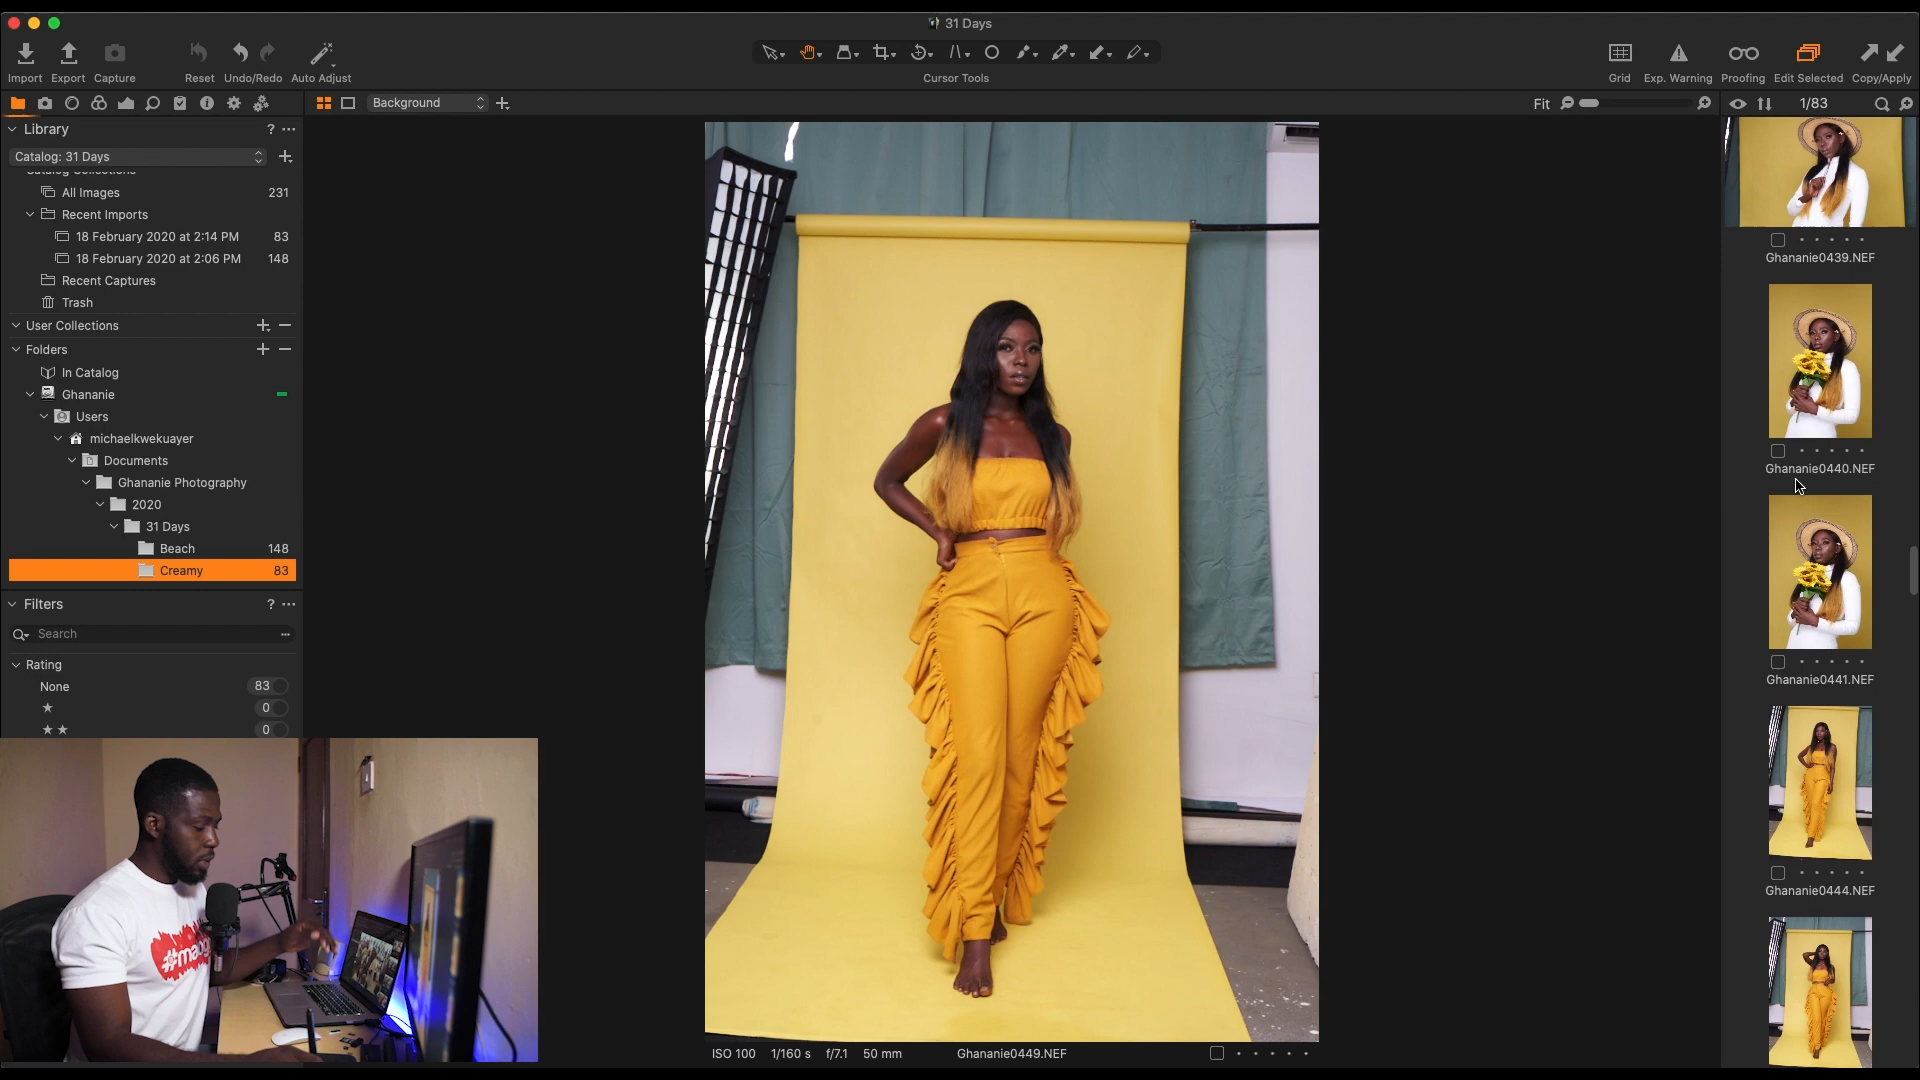 31 Days
Import
Export
Capture
Reset
Undo/Redo
Auto Adjust
Cursor Tools
Grid
Exp. Warning
Proofing
Edit Selected
Copy/Apply
Background
Fit
1/83
Library
? ...
Catalog: 31 Days
Catalog Collections
All Images 231
Recent Imports
18 February 2020 at 2:14 PM 83
18 February 2020 at 2:06 PM 148
Recent Captures
Trash
User Collections
Folders
In Catalog
Ghananie
Users
michaelkwekuayer
Documents
Ghananie Photography
2020
31 Days
Beach 148
Creamy 83
Filters
? ...
Search
Rating
None 83
★ 0
★★ 0
ISO 100 1/160 s f/7.1 50 mm Ghananie0449.NEF
Ghananie0439.NEF
Ghananie0440.NEF
Ghananie0441.NEF
Ghananie0444.NEF